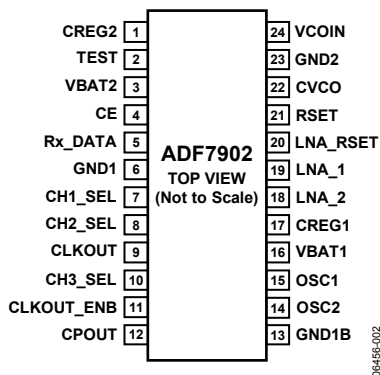 CREG2 1
TEST 2
VBAT2 3
CE 4
Rx_DATA 5
GND1 6
CH1_SEL 7
CH2_SEL 8
CLKOUT 9
CH3_SEL 10
CLKOUT_ENB 11
CPOUT 12
ADF7902
TOP VIEW
(Not to Scale)
24 VCOIN
23 GND2
22 CVCO
21 RSET
20 LNA_RSET
19 LNA_1
18 LNA_2
17 CREG1
16 VBAT1
15 OSC1
14 OSC2
13 GND1B
06456-002